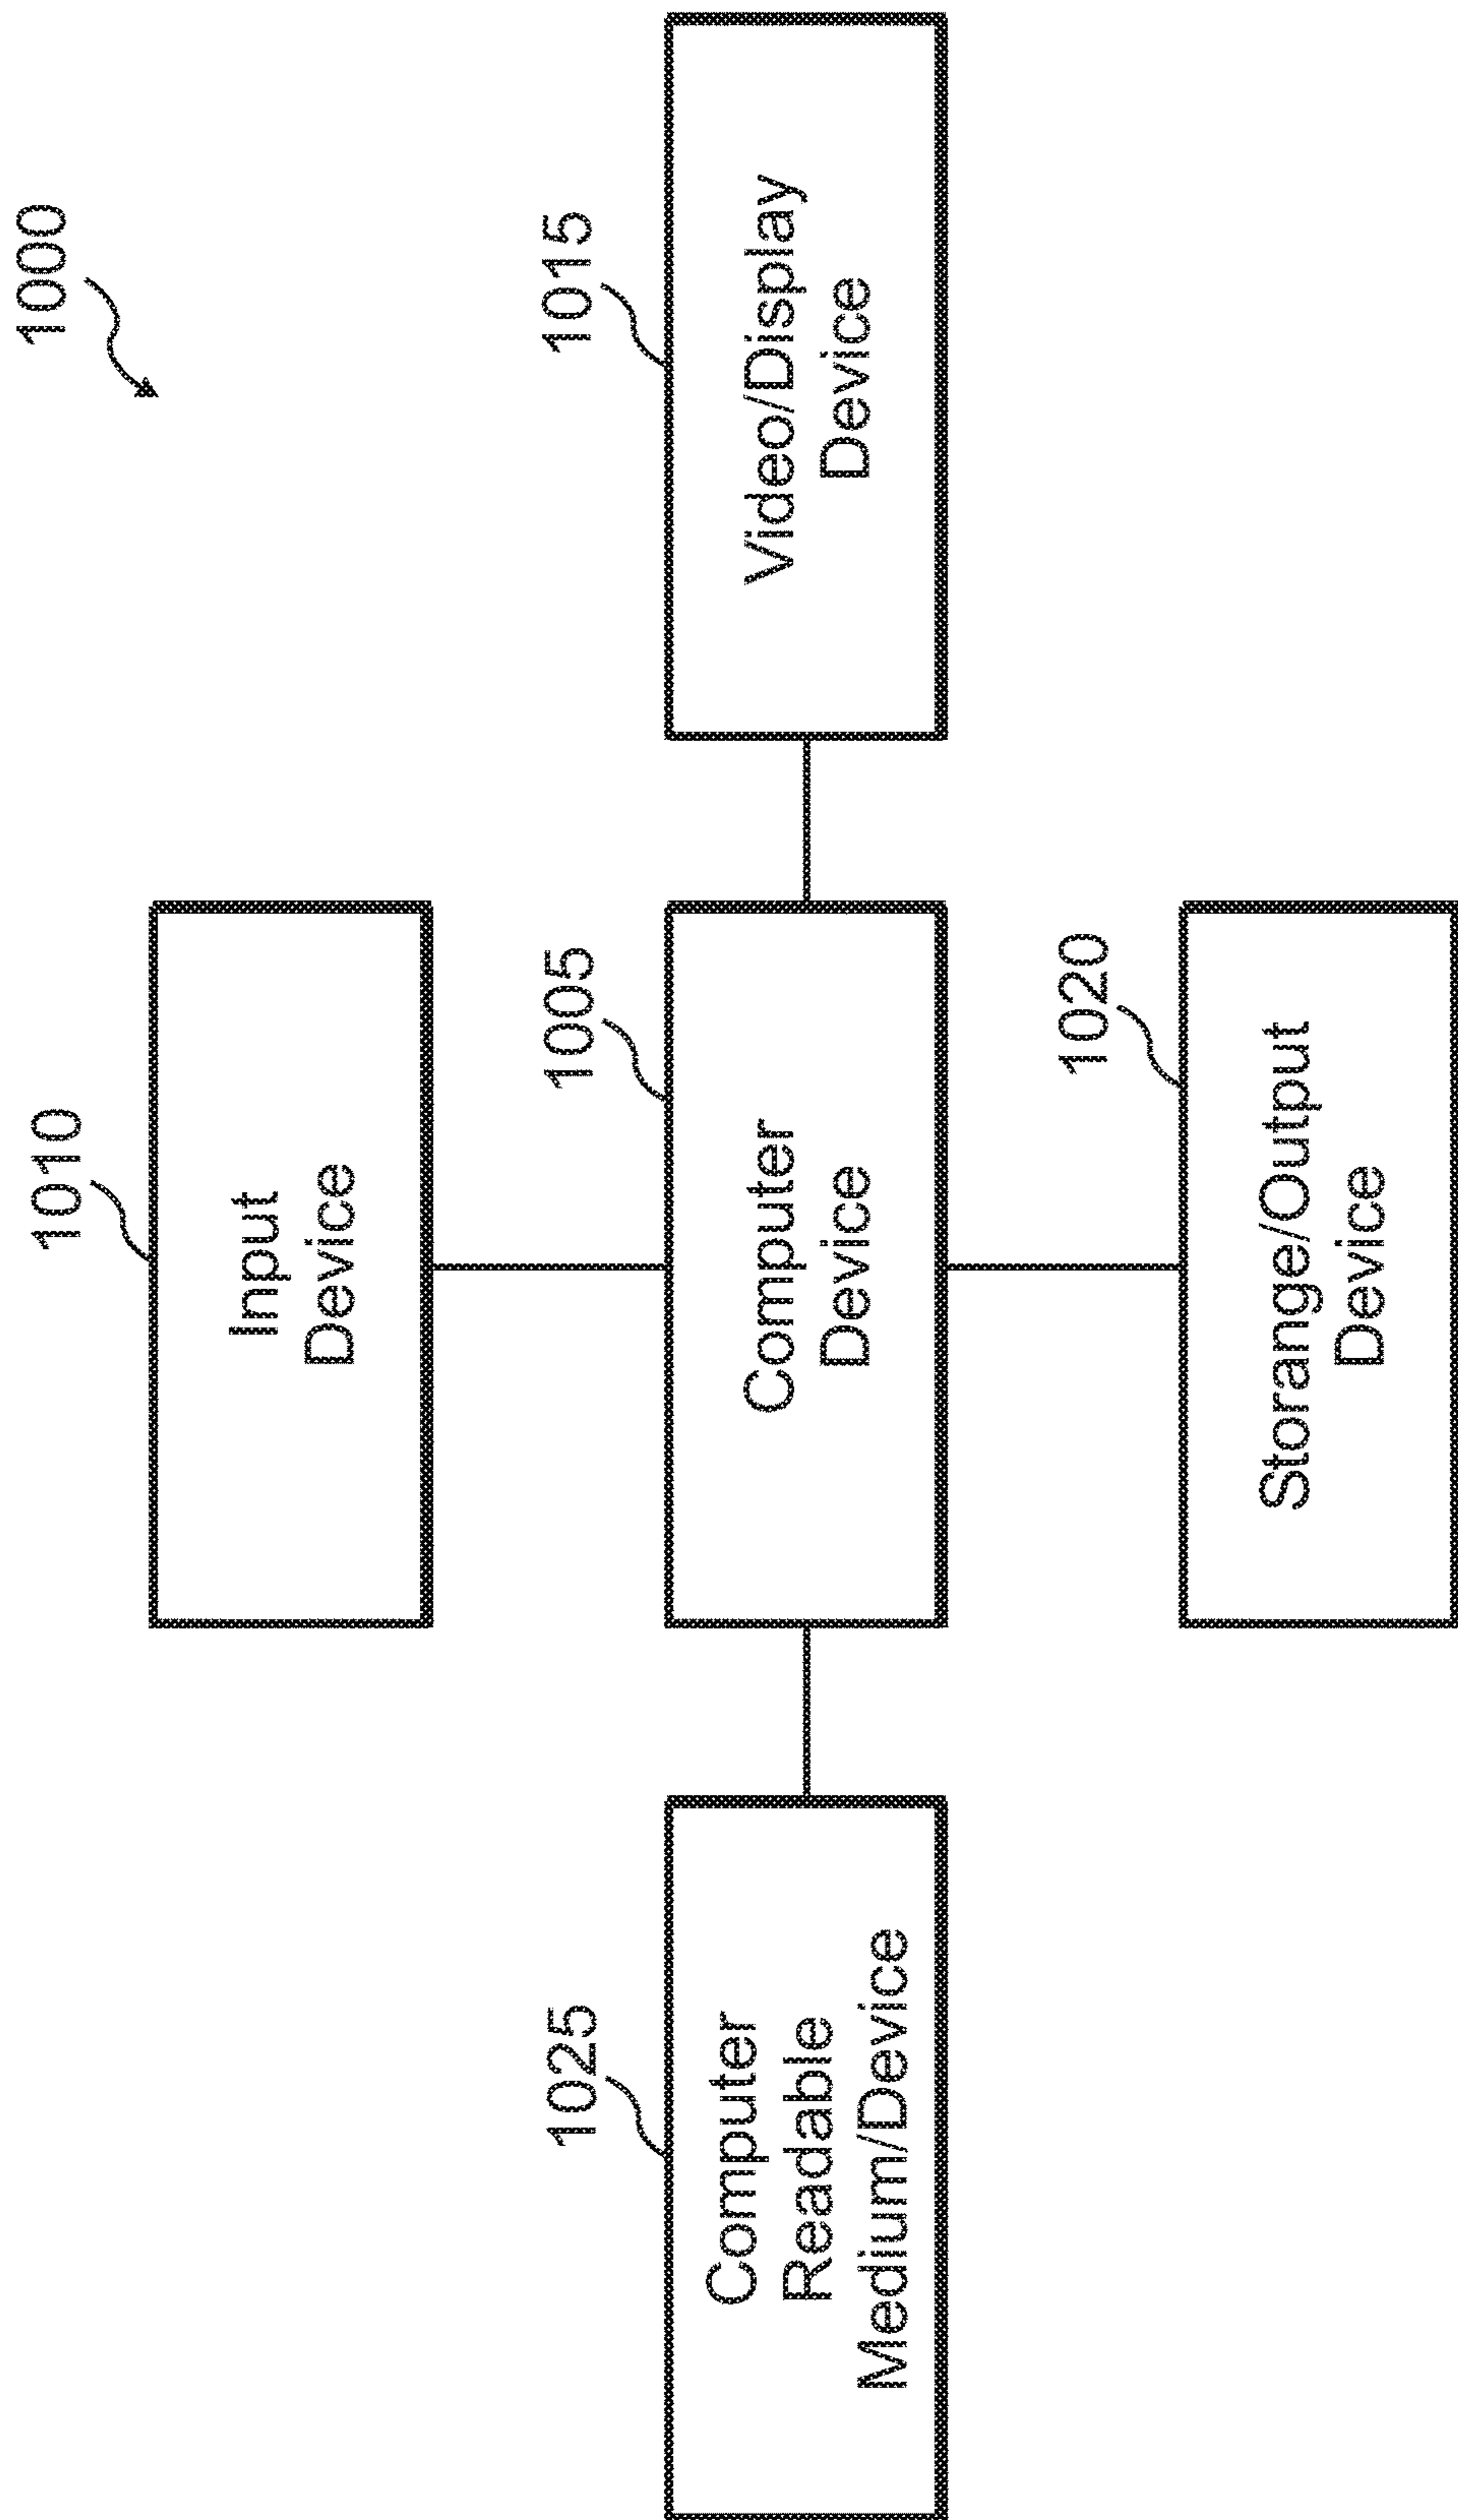 1000
1010
Input
Device
1025
Computer
Readable
Medium/Device
1005
Computer
Device
1015
Video/Display
Device
1020
Storange/Output
Device